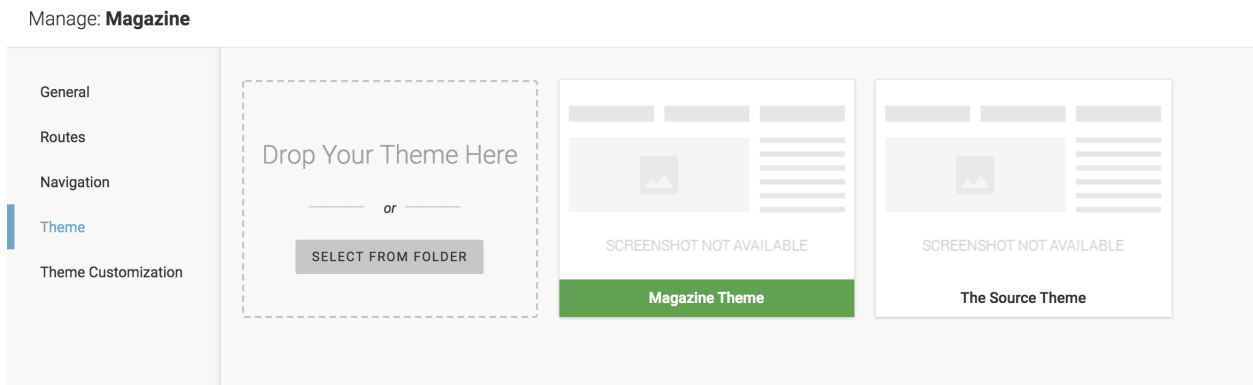 Manage: Magazine
General
Routes
Navigation
Theme
Theme Customization
Drop Your Theme Here
or
SELECT FROM FOLDER
SCREENSHOT NOT AVAILABLE
Magazine Theme
SCREENSHOT NOT AVAILABLE
The Source Theme